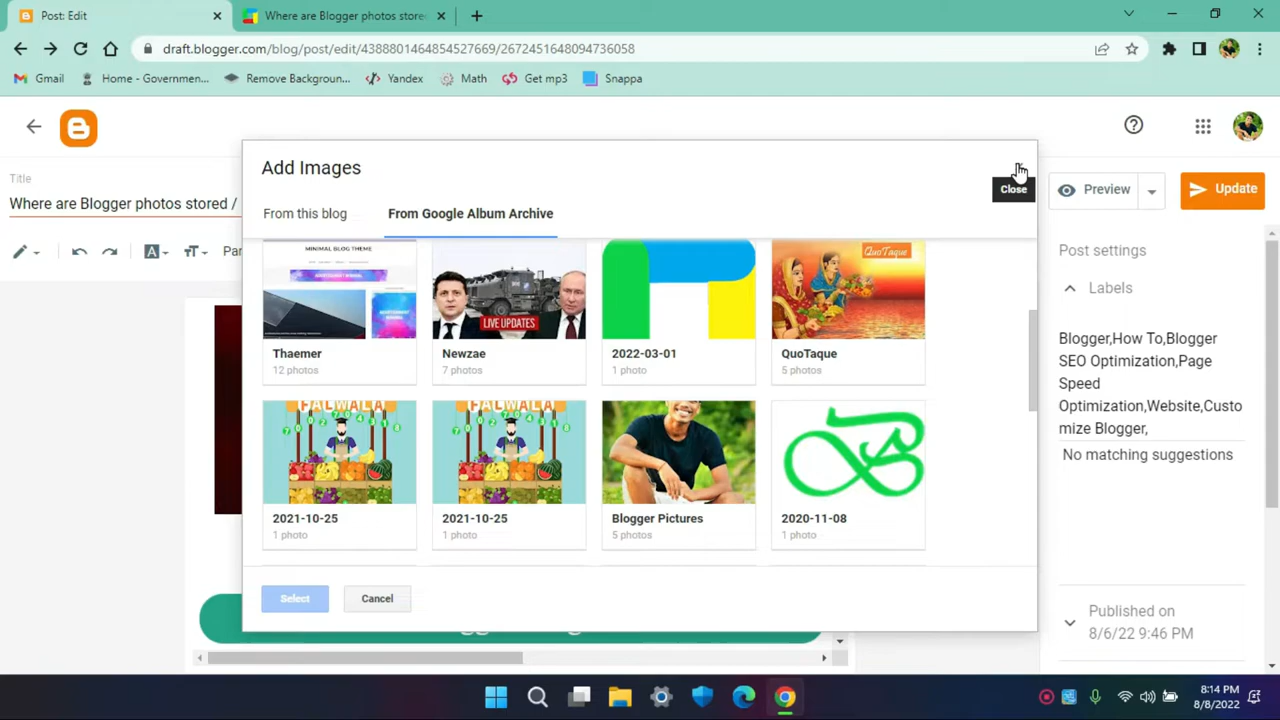 Post: Edit
Where are Blogger photos stored
draft.blogger.com/blog/post/edit/4388801464854527669/2672451648094736058
Gmail
Home - Governmen...
Remove Backgroun...
Yandex
Math
Get mp3
Snappa
Title
Where are Blogger photos stored /
Preview
Update
Add Images
Close
From this blog
From Google Album Archive
MINIMAL BLOG THEME
LIVE UPDATES
QuoTaque
Thaemer
12 photos
Newzae
7 photos
2022-03-01
1 photo
QuoTaque
5 photos
FALWALA
FALWALA
2021-10-25
1 photo
2021-10-25
1 photo
Blogger Pictures
5 photos
2020-11-08
1 photo
Select
Cancel
Post settings
Labels
Blogger,How To,Blogger
SEO Optimization,Page
Speed
Optimization,Website,Custo
mize Blogger,
No matching suggestions
Published on
8/6/22 9:46 PM
8:14 PM
8/8/2022